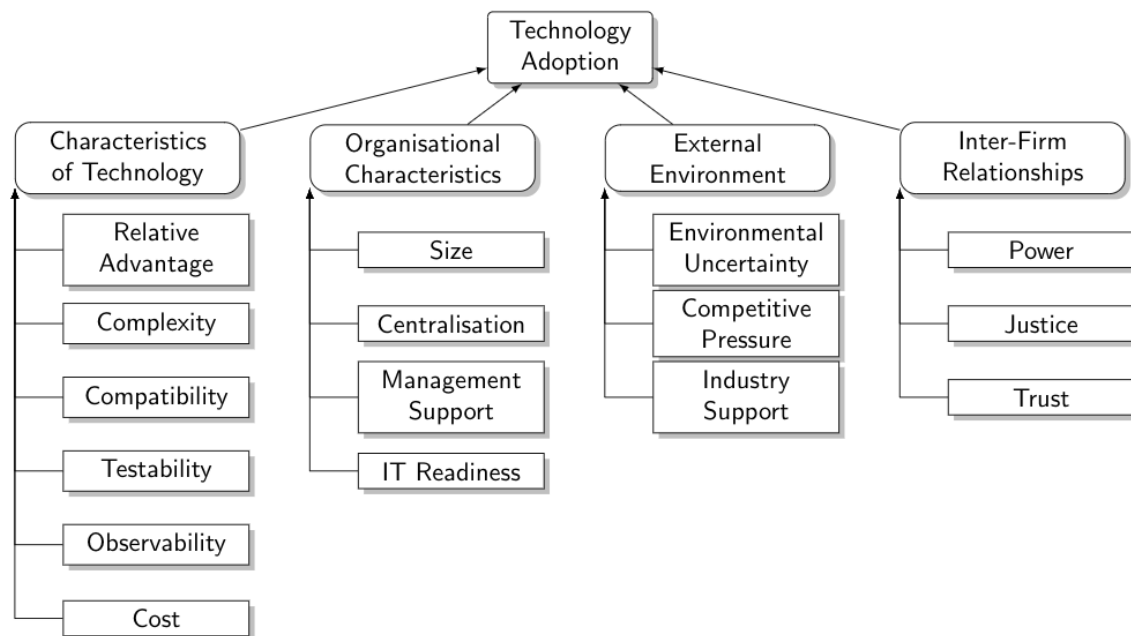 Technology
Adoption
Characteristics
of Technology
Organisational
Characteristics
External
Environment
Inter-Firm
Relationships
Relative
Advantage
Complexity
Compatibility
Testability
Observability
Cost
Size
Centralisation
Management
Support
IT Readiness
Environmental
Uncertainty
Competitive
Pressure
Industry
Support
Power
Justice
Trust